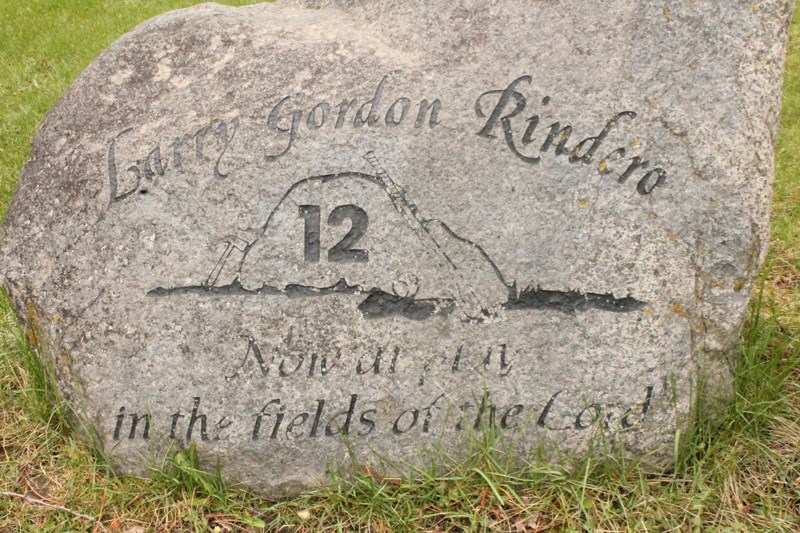 Larry Gordon Rindero
12
Now at play
in the fields of the Lord